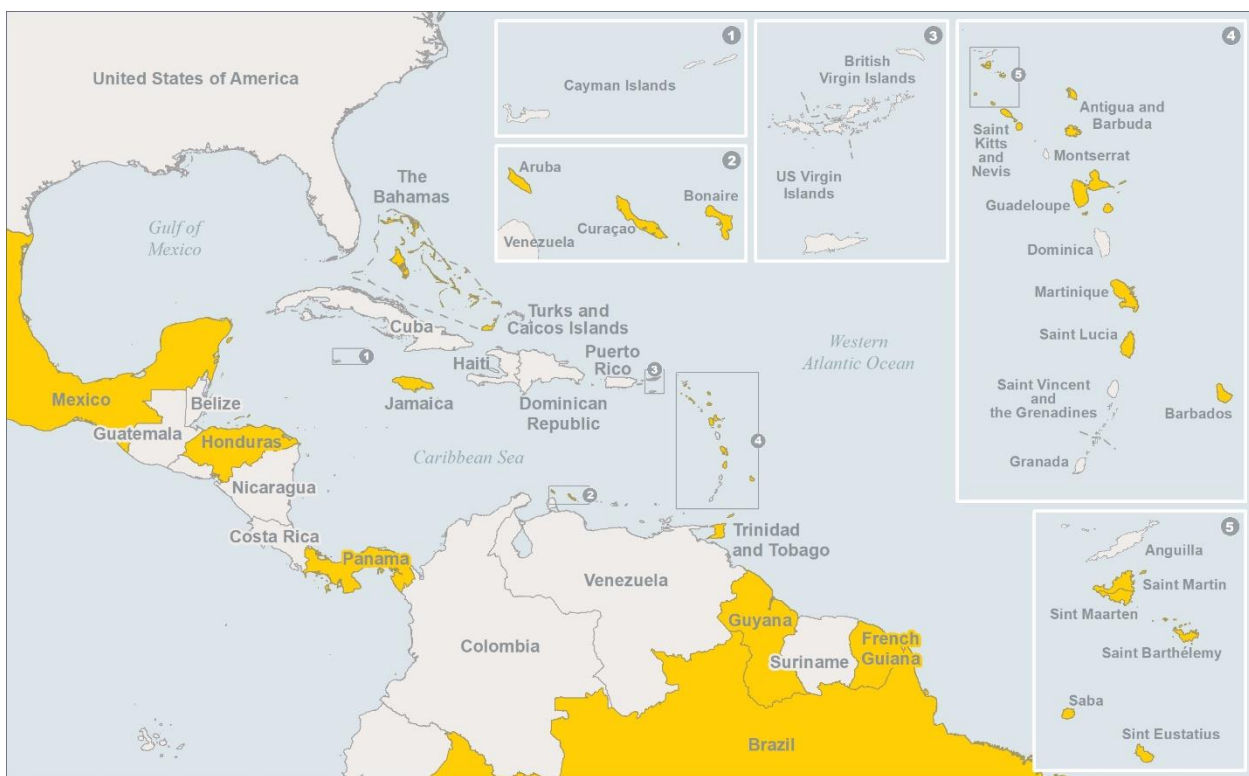 United States of America
Gulf of
Mexico
The
Bahamas
Cuba
Turks and
Caicos Islands
Haiti
Dominican
Republic
Puerto
Rico
Jamaica
1
3
4
2
Mexico
Belize
Guatemala
Honduras
Nicaragua
Costa Rica
Panama
Caribbean Sea
Western
Atlantic Ocean
Trinidad
and Tobago
Venezuela
Colombia
Guyana
Suriname
French
Guiana
Brazil
1
Cayman Islands
2
Aruba
Curaçao
Bonaire
Venezuela
3
British
Virgin Islands
US Virgin
Islands
4
5
Antigua and
Barbuda
Saint
Kitts
and
Nevis
Montserrat
Guadeloupe
Dominica
Martinique
Saint Lucia
Saint Vincent
and
the Grenadines
Barbados
Granada
5
Anguilla
Saint Martin
Sint Maarten
Saint Barthélemy
Saba
Sint Eustatius